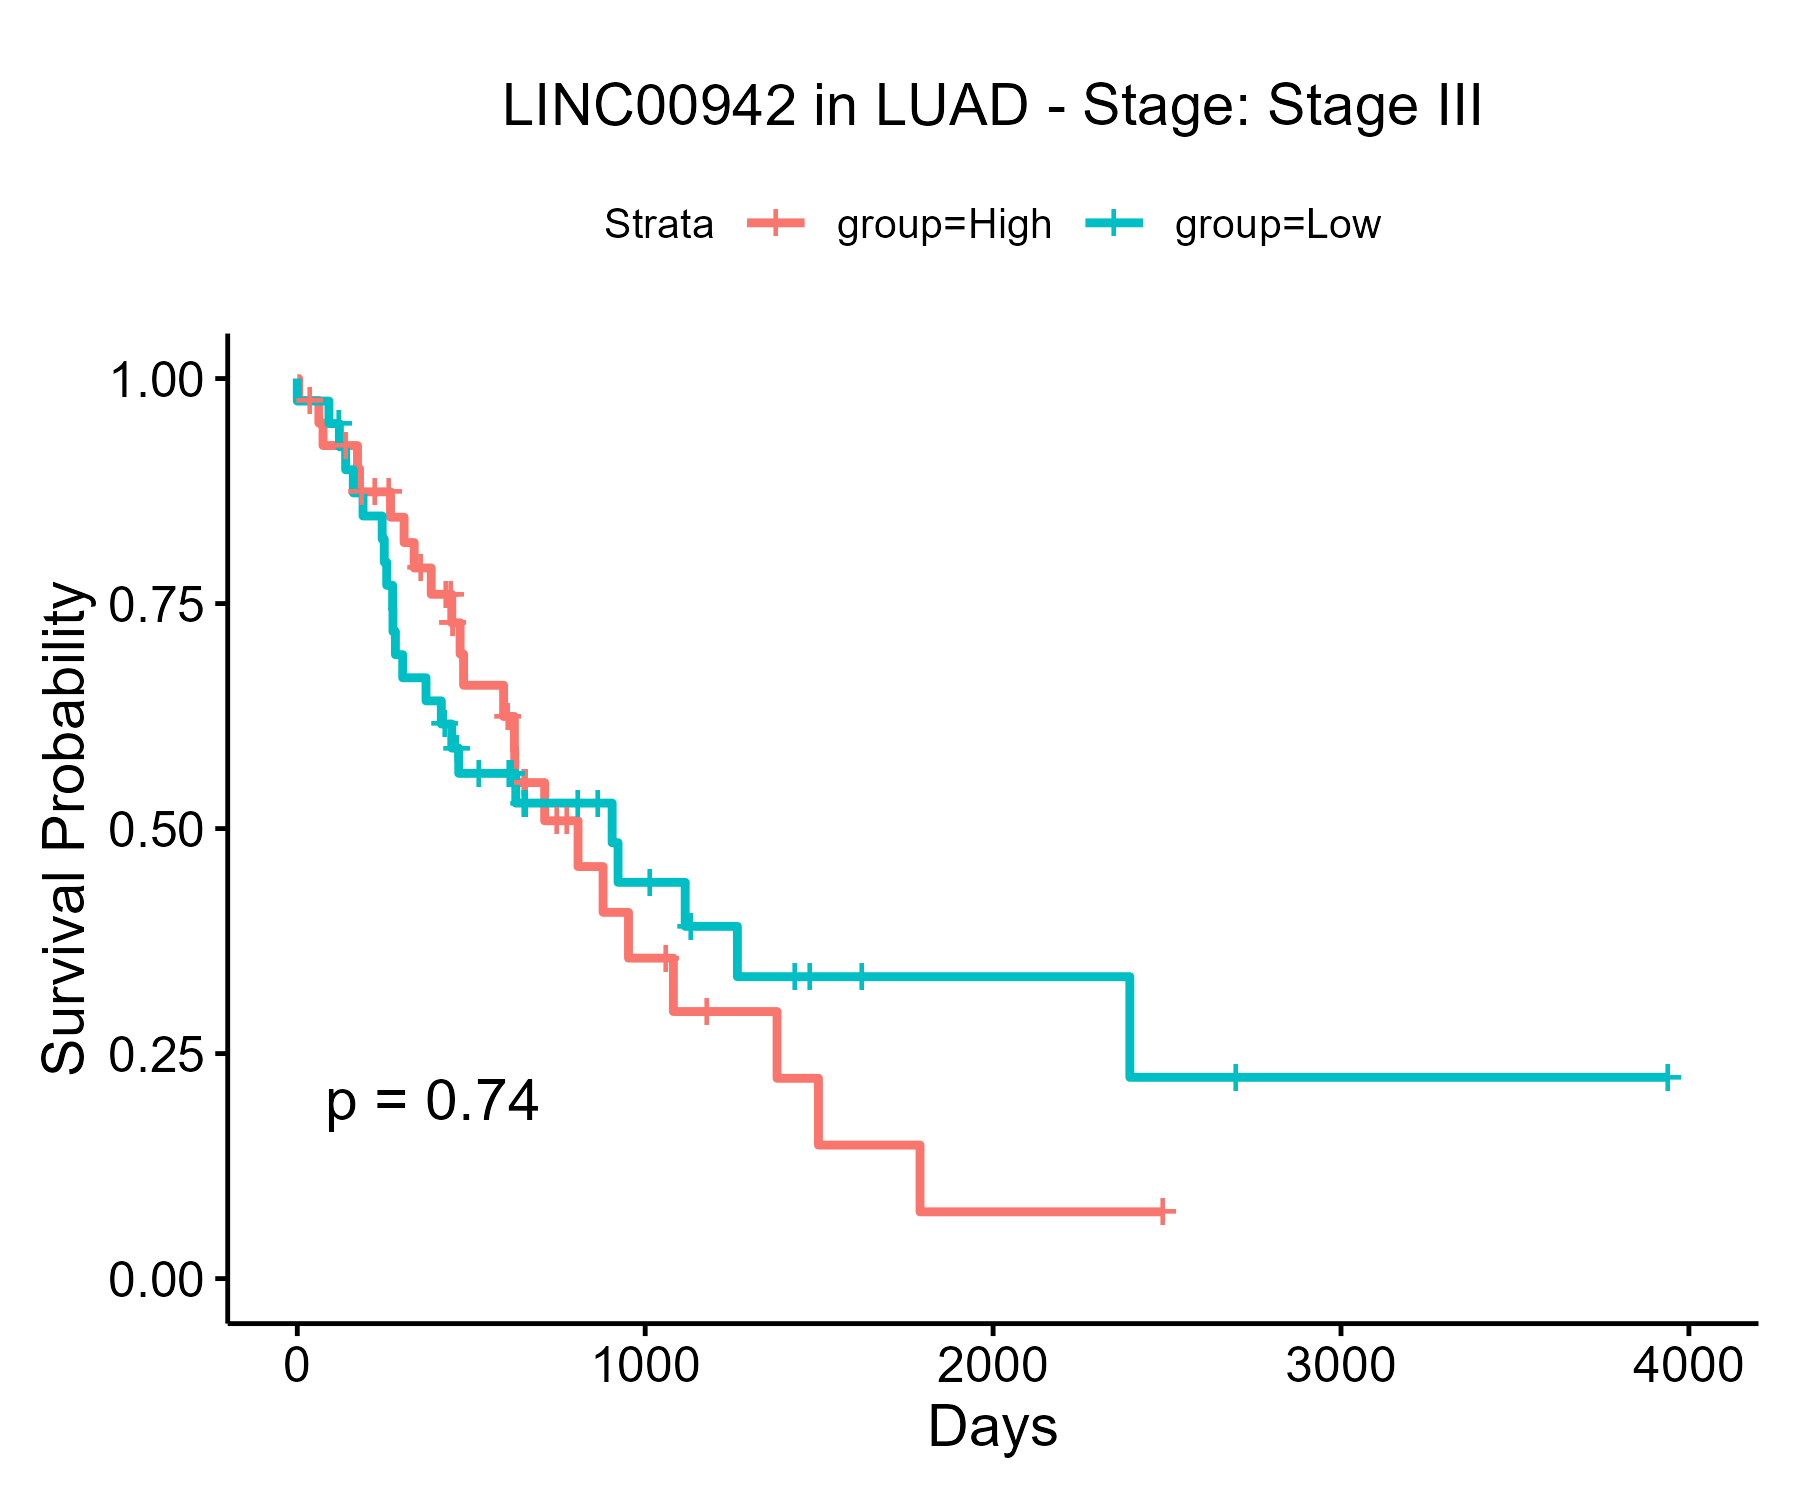 LINC00942 in LUAD - Stage: Stage III
Strata group=High group=Low
Survival Probability
1.00
0.75
0.50
0.25
0.00
p = 0.74
0 1000 2000 3000 4000
Days